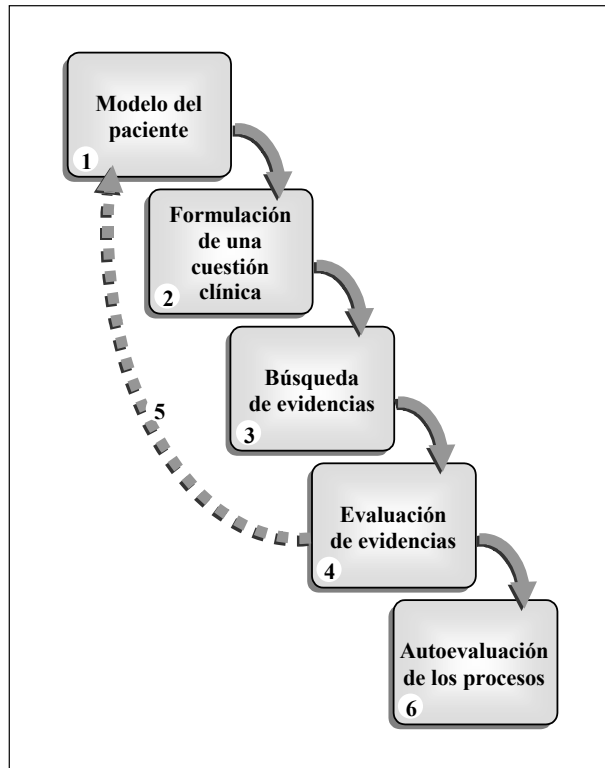 Modelo del
paciente
1
Formulación
de una
cuestión
clínica
2
Búsqueda
de evidencias
3
5
Evaluación
de evidencias
4
Autoevaluación
de los procesos
6